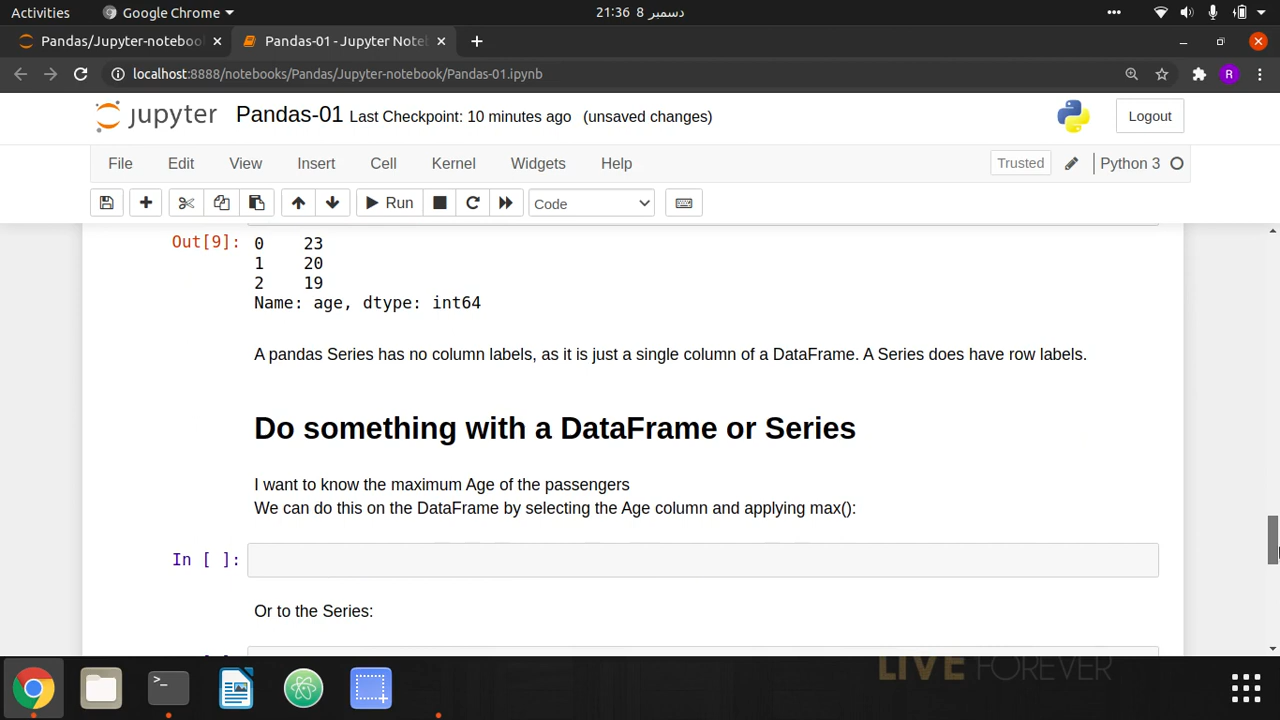 Activities Google Chrome 21:36 8 دسمبر
Pandas/Jupyter-noteboo Pandas-01 - Jupyter Note
localhost:8888/notebooks/Pandas/Jupyter-notebook/Pandas-01.ipynb R
jupyter Pandas-01 Last Checkpoint: 10 minutes ago (unsaved changes) Logout
File Edit View Insert Cell Kernel Widgets Help Trusted Python 3
Run Code
Out[9]: 0 23
1 20
2 19
Name: age, dtype: int64
A pandas Series has no column labels, as it is just a single column of a DataFrame. A Series does have row labels.
Do something with a DataFrame or Series
I want to know the maximum Age of the passengers
We can do this on the DataFrame by selecting the Age column and applying max():
In [ ]:
Or to the Series:
LIVE FOREVER